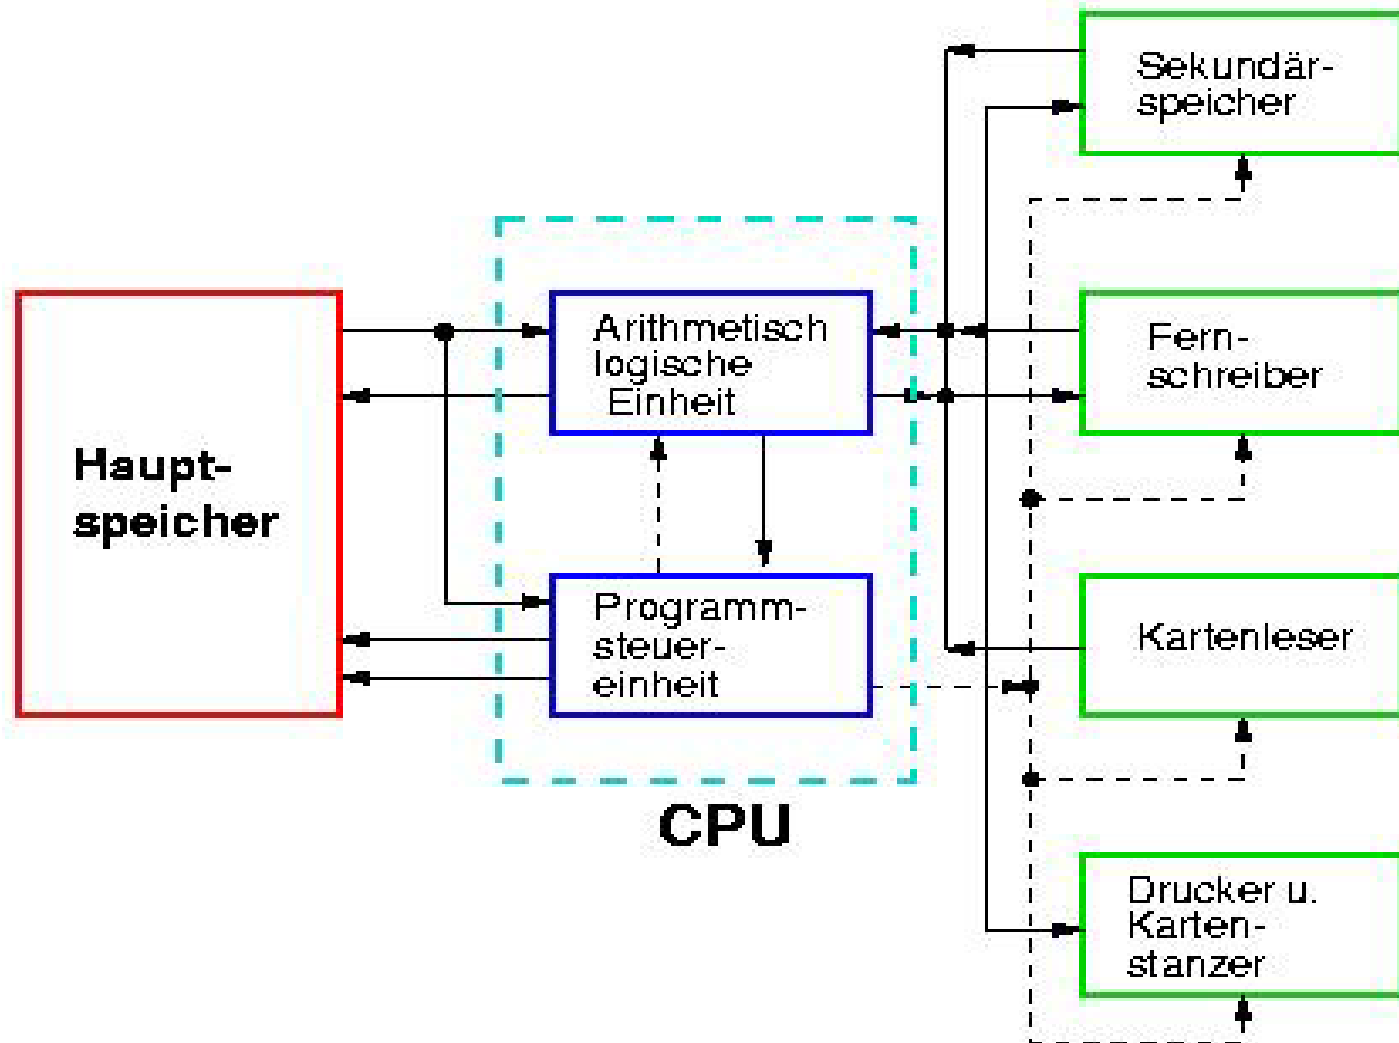 Sekundär-
speicher
Arithmetisch
logische
Einheit
Fern-
schreiber
Haupt-
speicher
Programm-
steuer-
einheit
Kartenleser
CPU
Drucker u.
Karten-
stanzer